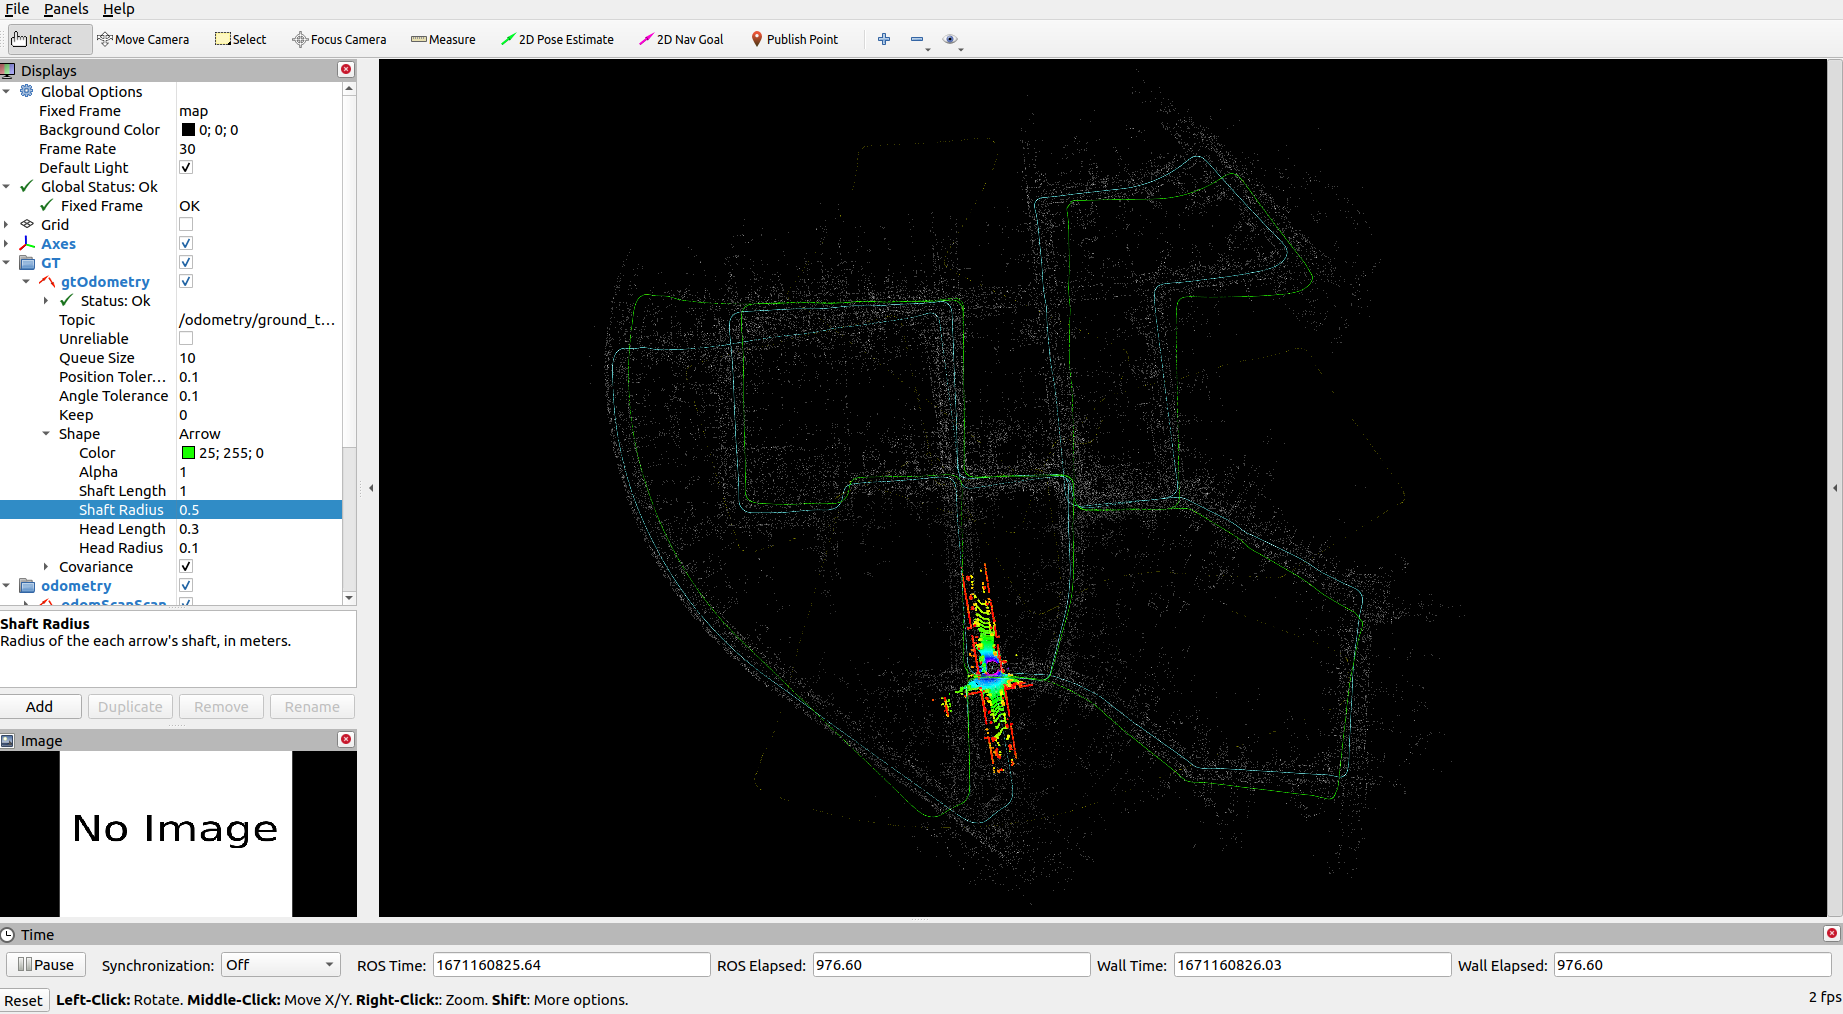 File Panels Help
Interact Move Camera Select Focus Camera Measure 2D Pose Estimate 2D Nav Goal Publish Point
Displays
Global Options
Fixed Frame map
Background Color 0; 0; 0
Frame Rate 30
Default Light
Global Status: Ok
Fixed Frame OK
Grid
Axes
GT
gtOdometry
Status: Ok
Topic /odometry/ground_t...
Unreliable
Queue Size 10
Position Toler... 0.1
Angle Tolerance 0.1
Keep 0
Shape Arrow
Color 25; 255; 0
Alpha 1
Shaft Length 1
Shaft Radius 0.5
Head Length 0.3
Head Radius 0.1
Covariance
odometry
odomScanScan
Shaft Radius
Radius of the each arrow's shaft, in meters.
Add Duplicate Remove Rename
Image
No Image
Time
Pause Synchronization: Off ROS Time: 1671160825.64 ROS Elapsed: 976.60 Wall Time: 1671160826.03 Wall Elapsed: 976.60
Reset Left-Click: Rotate. Middle-Click: Move X/Y. Right-Click:: Zoom. Shift: More options. 2 fps